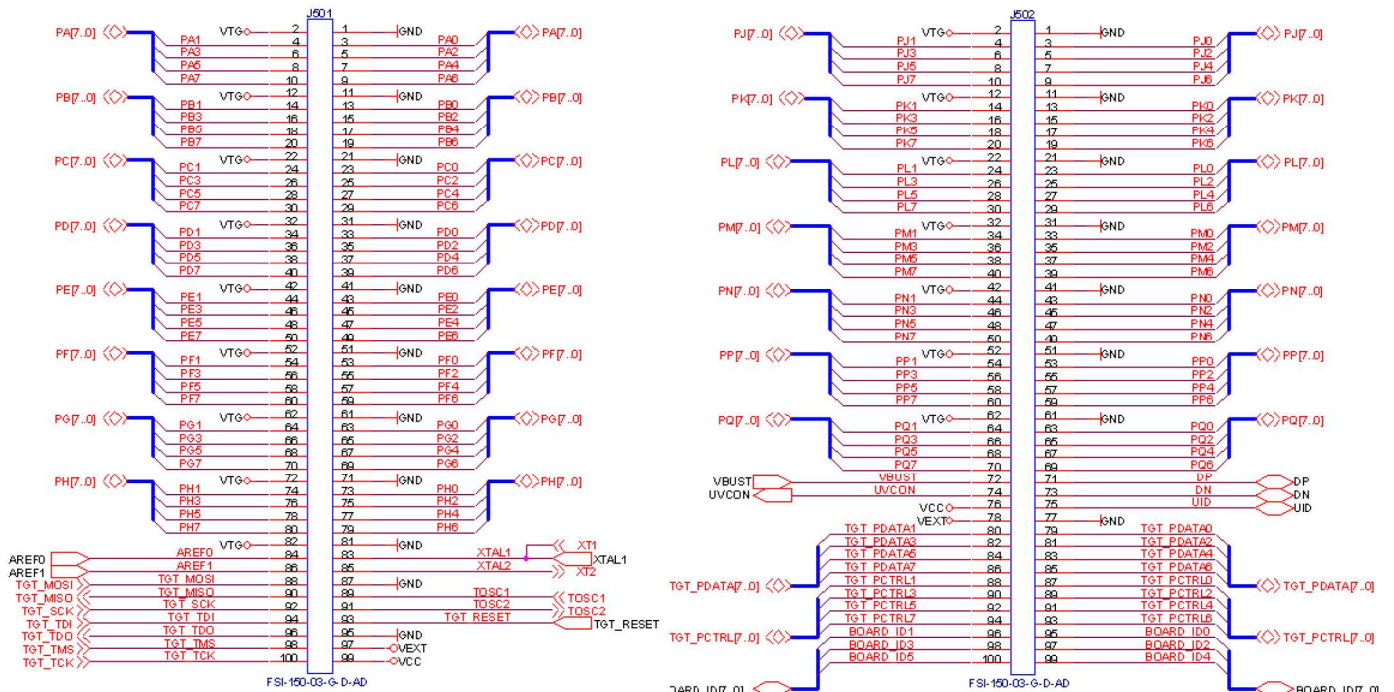 J501
PA[7..0] VTG 2 1 GND PA[7..0]
PA1 4 3 PA0
PA3 6 5 PA2
PA5 8 7 PA4
PA7 10 9 PA6
PB[7..0] VTG 12 11 GND PB[7..0]
PB1 14 13 PB0
PB3 16 15 PB2
PB5 18 17 PB4
PB7 20 19 PB6
PC[7..0] VTG 22 21 GND PC[7..0]
PC1 24 23 PC0
PC3 26 25 PC2
PC5 28 27 PC4
PC7 30 29 PC6
PD[7..0] VTG 32 31 GND PD[7..0]
PD1 34 33 PD0
PD3 36 35 PD2
PD5 38 37 PD4
PD7 40 39 PD6
PE[7..0] VTG 42 41 GND PE[7..0]
PE1 44 43 PE0
PE3 46 45 PE2
PE5 48 47 PE4
PE7 50 49 PE6
PF[7..0] VTG 52 51 GND PF[7..0]
PF1 54 53 PF0
PF3 56 55 PF2
PF5 58 57 PF4
PF7 60 59 PF6
PG[7..0] VTG 62 61 GND PG[7..0]
PG1 64 63 PG0
PG3 66 65 PG2
PG5 68 67 PG4
PG7 70 69 PG6
PH[7..0] VTG 72 71 GND PH[7..0]
PH1 74 73 PH0
PH3 76 75 PH2
PH5 78 77 PH4
PH7 80 79 PH6
VTG 82 81 GND XT1
AREF0 AREF0 84 83 XTAL1 XTAL1
AREF1 AREF1 86 85 XTAL2 XT2
TGT_MOSI TGT_MOSI 88 87 GND
TGT_MISO TGT_MISO 90 89 TOSC1 TOSC1
TGT_SCK TGT_SCK 92 91 TOSC2 TOSC2
TGT_TDI TGT_TDI 94 93 TGT_RESET TGT_RESET
TGT_TDO TGT_TDO 96 95 GND
TGT_TMS TGT_TMS 98 97 VEXT
TGT_TCK TGT_TCK 100 99 VCC
FSI-150-03-G-D-AD
J502
PJ[7..0] VTG 2 1 GND PJ[7..0]
PJ1 4 3 PJ0
PJ3 6 5 PJ2
PJ5 8 7 PJ4
PJ7 10 9 PJ6
PK[7..0] VTG 12 11 GND PK[7..0]
PK1 14 13 PK0
PK3 16 15 PK2
PK5 18 17 PK4
PK7 20 19 PK6
PL[7..0] VTG 22 21 GND PL[7..0]
PL1 24 23 PL0
PL3 26 25 PL2
PL5 28 27 PL4
PL7 30 29 PL6
PM[7..0] VTG 32 31 GND PM[7..0]
PM1 34 33 PM0
PM3 36 35 PM2
PM5 38 37 PM4
PM7 40 39 PM6
PN[7..0] VTG 42 41 GND PN[7..0]
PN1 44 43 PN0
PN3 46 45 PN2
PN5 48 47 PN4
PN7 50 49 PN6
PP[7..0] VTG 52 51 GND PP[7..0]
PP1 54 53 PP0
PP3 56 55 PP2
PP5 58 57 PP4
PP7 60 59 PP6
PQ[7..0] VTG 62 61 GND PQ[7..0]
PQ1 64 63 PQ0
PQ3 66 65 PQ2
PQ5 68 67 PQ4
PQ7 70 69 PQ6
VBUST VBUST 72 71 DP DP
UVCON UVCON 74 73 DN DN
VCC 76 75 UID UID
VEXT 78 77 GND
TGT_PDATA1 80 79 TGT_PDATA0
TGT_PDATA3 82 81 TGT_PDATA2
TGT_PDATA5 84 83 TGT_PDATA4
TGT_PDATA7 86 85 TGT_PDATA6
TGT_PDATA[7..0] TGT_PCTRL1 88 87 TGT_PCTRL0 TGT_PDATA[7..0]
TGT_PCTRL3 90 89 TGT_PCTRL2
TGT_PCTRL5 92 91 TGT_PCTRL4
TGT_PCTRL7 94 93 TGT_PCTRL6
TGT_PCTRL[7..0] BOARD_ID1 96 95 BOARD_ID0 TGT_PCTRL[7..0]
BOARD_ID3 98 97 BOARD_ID2
BOARD_ID5 100 99 BOARD_ID4
FSI-150-03-G-D-AD
OARD_ID[7..0] BOARD_ID[7..0]